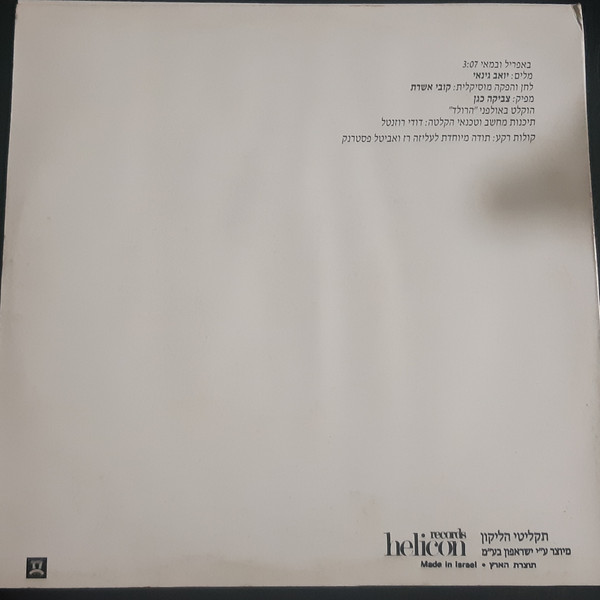 באפריל ובמאי 3:07
מלים: יואב גינאי
לחן והפקה מוסיקלית: קובי אשרת
מפיק: צביקה כגן
הוקלט באולפני "הרולד"
תיכנות מחשב וטכנאי הקלטה: דודי רוזנטל
קולות רקע: תודה מיוחדת לעליזה רז ואביטל פסטרנק
תקליטי הליקון
helicon records
מיוצר ע"י ישראפון בע"מ
תוצרת הארץ • Made in Israel